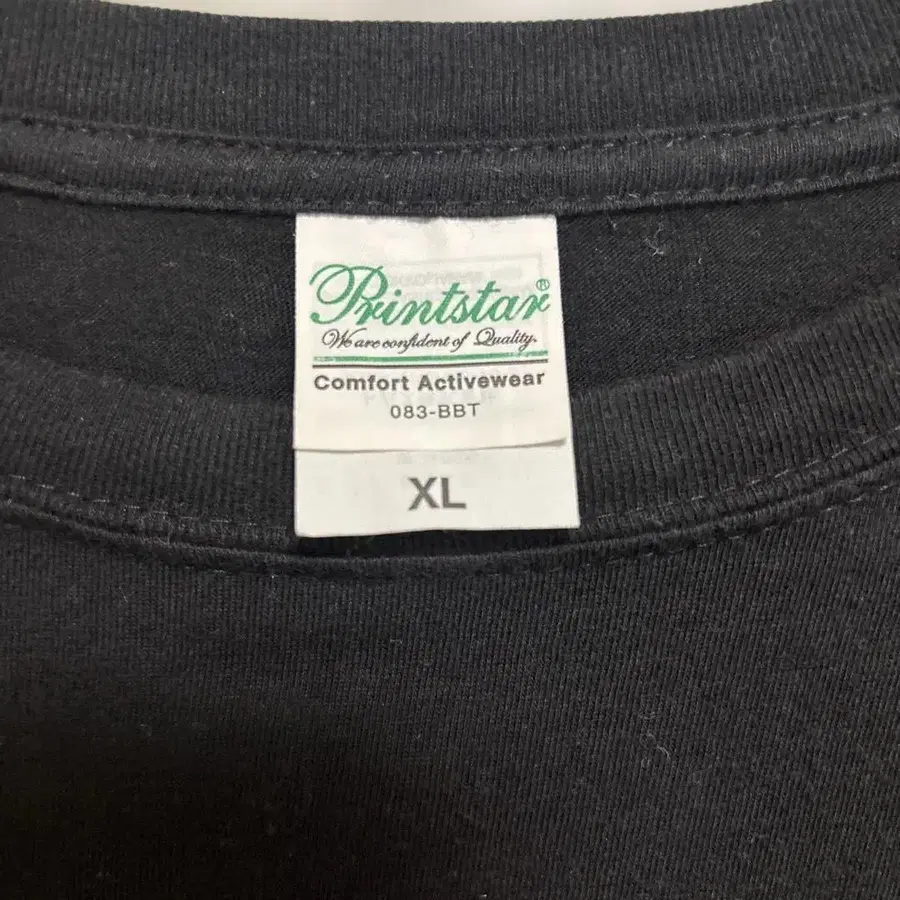 Printstar®
We are confident of Quality.
Comfort Activewear
083-BBT
XL